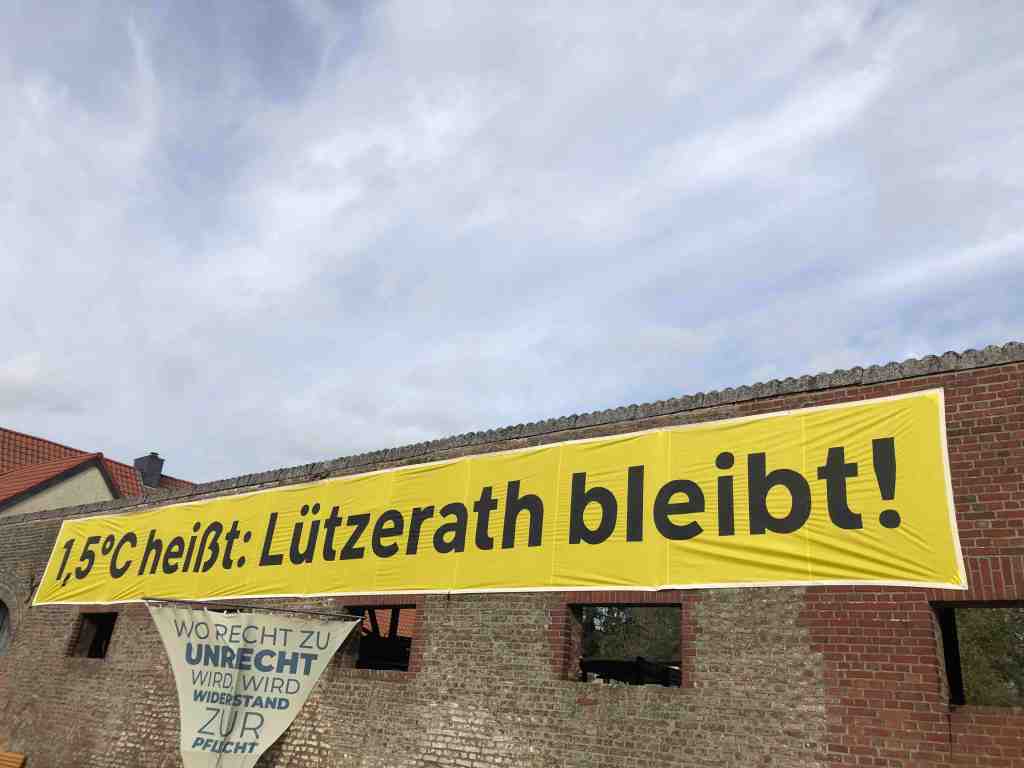 1,5°C heißt: Lützerath bleibt!
WO RECHT ZU
UNRECHT
WIRD, WIRD
WIDERSTAND
ZUR
PFLICHT